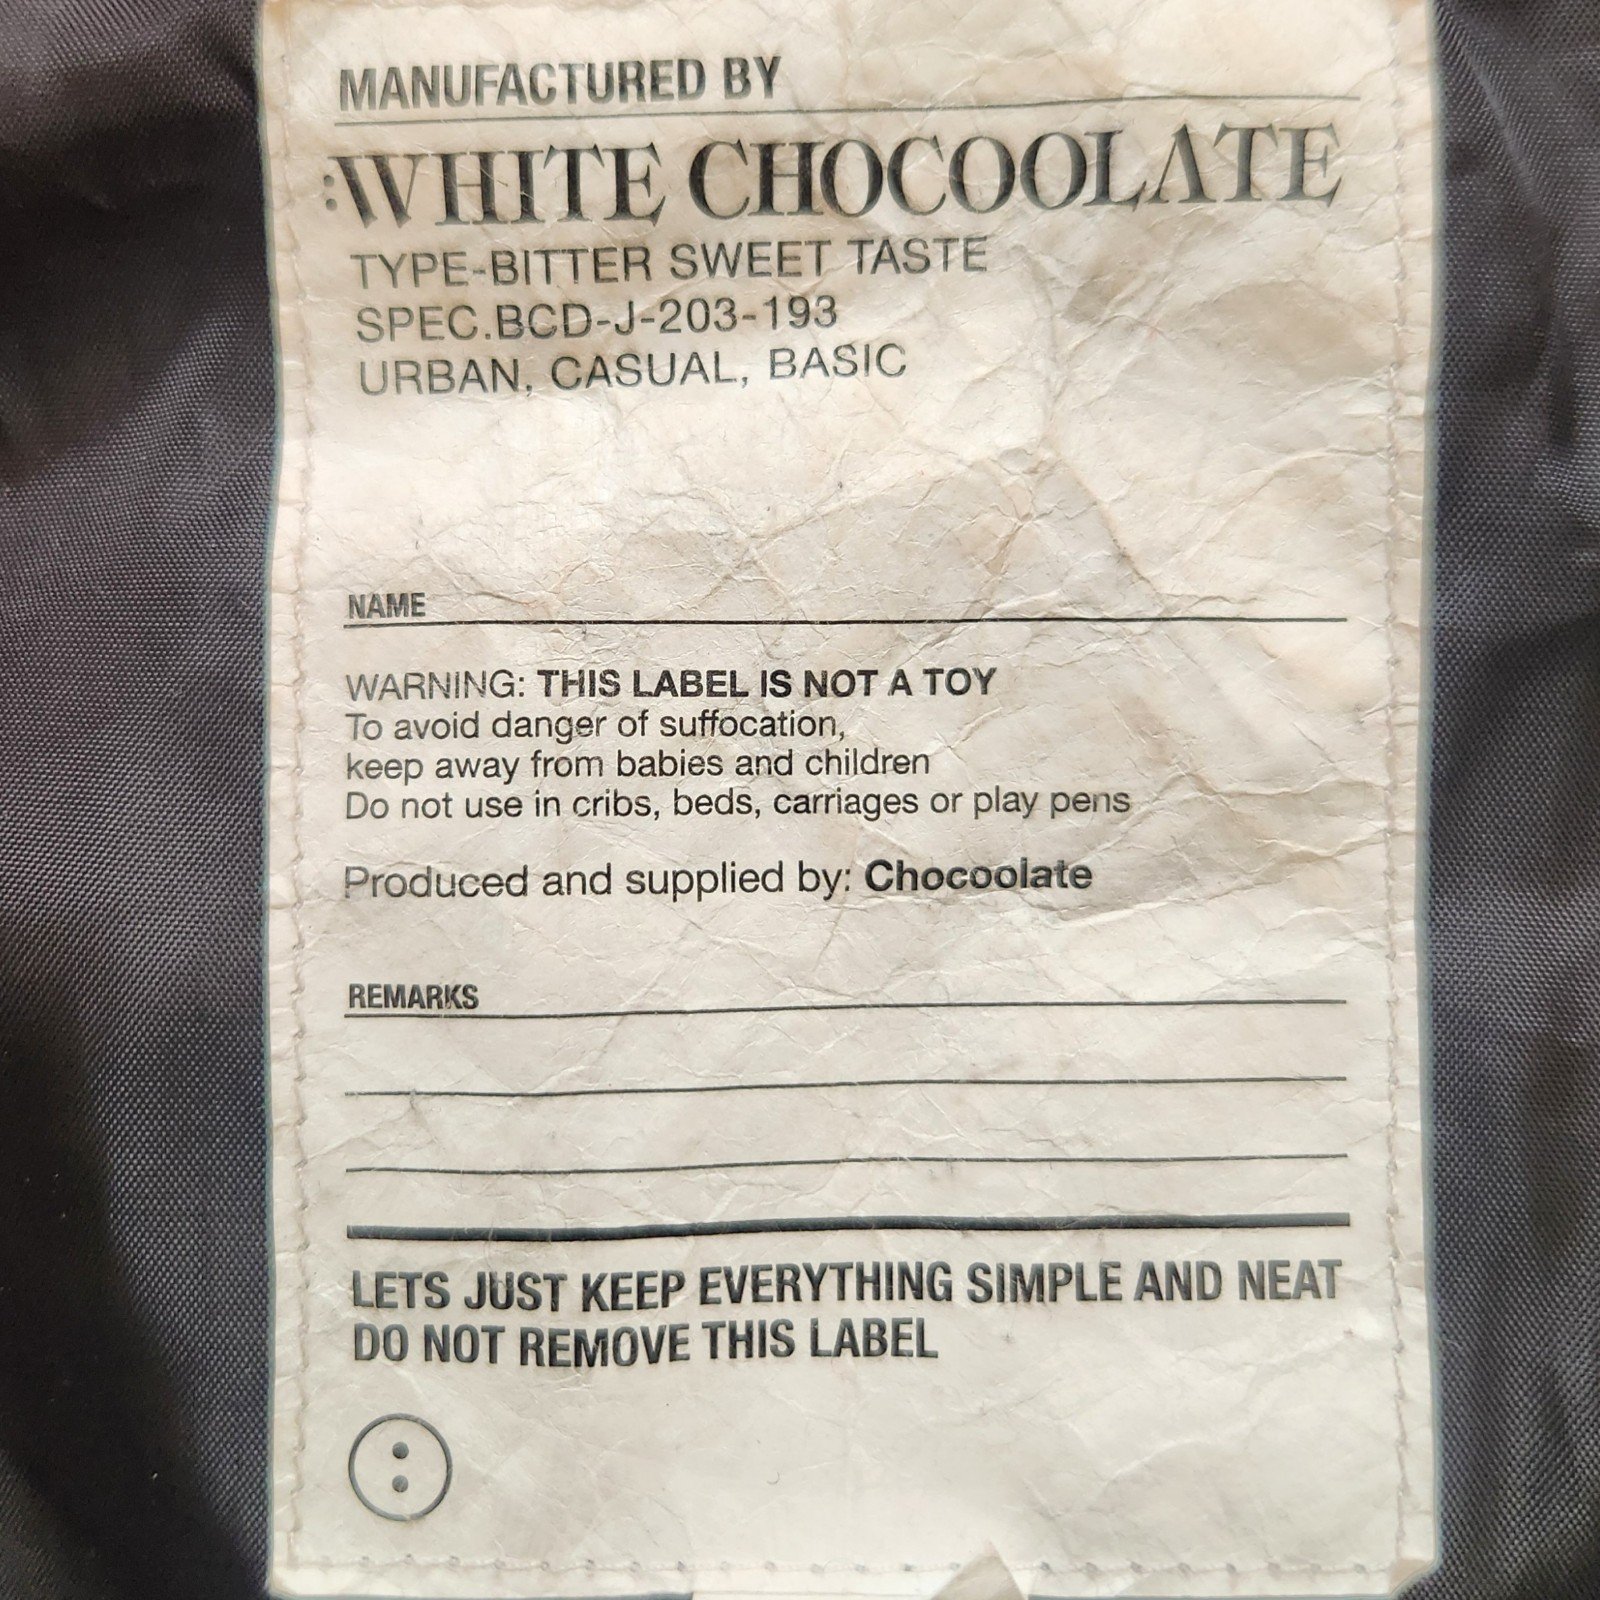 MANUFACTURED BY
:WHITE CHOCOOLATE
TYPE-BITTER SWEET TASTE
SPEC.BCD-J-203-193
URBAN, CASUAL, BASIC
NAME
WARNING: THIS LABEL IS NOT A TOY
To avoid danger of suffocation,
keep away from babies and children
Do not use in cribs, beds, carriages or play pens
Produced and supplied by: Chocoolate
REMARKS
LETS JUST KEEP EVERYTHING SIMPLE AND NEAT
DO NOT REMOVE THIS LABEL
: